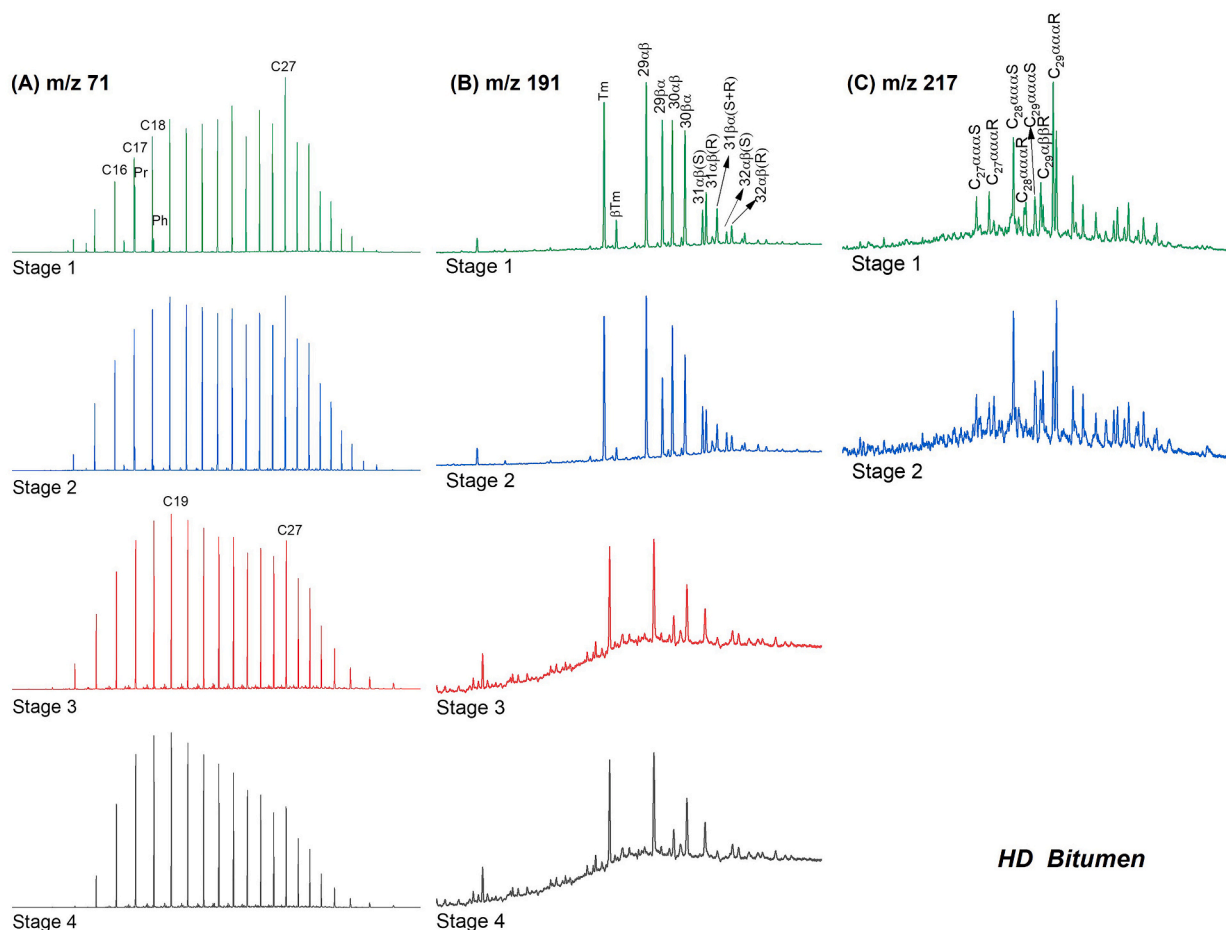 (A) m/z 71
C27
C18
C17
C16
Pr
Ph
Stage 1
Stage 2
C19
C27
Stage 3
Stage 4
(B) m/z 191
Tm
βTm
29αβ
29βα
30αβ
30βα
31αβ(S)
31αβ(R)
31βα(S+R)
32αβ(S)
32αβ(R)
Stage 1
Stage 2
Stage 3
Stage 4
(C) m/z 217
C₂₇αααS
C₂₇αααR
C₂₈αααS
C₂₈αααR
C₂₉αααS
C₂₉αββR
C₂₉αααR
Stage 1
Stage 2
HD Bitumen